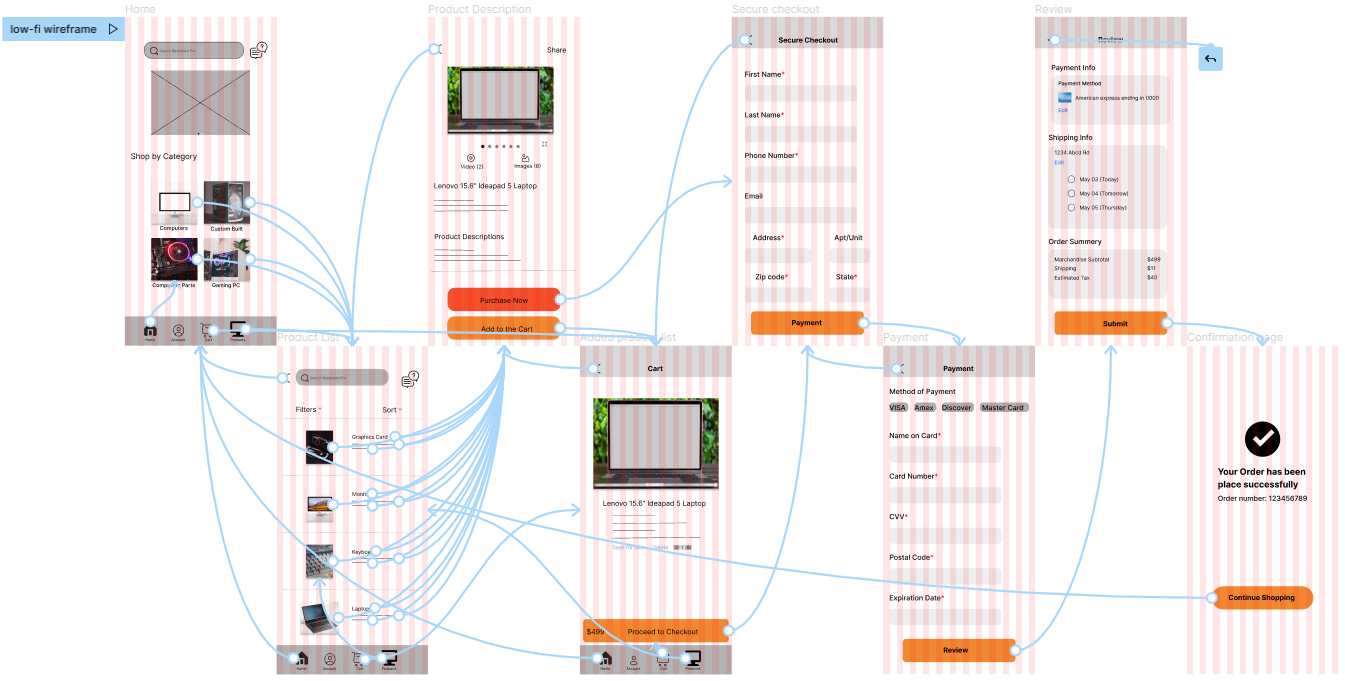 low-fi wireframe
Home
Search Backstore Pro
Shop by Category
Computers
Custom Built
Computer Parts
Gaming PC
Home
Account
Cart
Products
Product Description
Share
Video (2)
Images (6)
Lenovo 15.6" Ideapad 5 Laptop
Product Descriptions
Purchase Now
Add to the Cart
Secure checkout
Secure Checkout
First Name*
Last Name*
Phone Number*
Email
Address*
Apt/Unit
Zip code*
State*
Payment
Review
Review
Payment Info
Payment Method
American express ending in 0000
Edit
Shipping Info
1234 Abcd Rd
Edit
May 03 (Today)
May 04 (Tomorrow)
May 05 (Thursday)
Order Summery
Marchandise Subtotal $499
Shipping $11
Estimated Tax $40
Submit
Product List
Filters
Sort
Graphics Card
Laptop
Home
Account
Cart
Products
Added product list
Cart
Lenovo 15.6" Ideapad 5 Laptop
$499 Proceed to Checkout
Home
Account
Cart
Products
Payment
Payment
Method of Payment
VISA Amex Discover Master Card
Name on Card*
Card Number*
CVV*
Postal Code*
Expiration Date*
Review
Confirmation page
Your Order has been
place successfully
Order number: 123456789
Continue Shopping